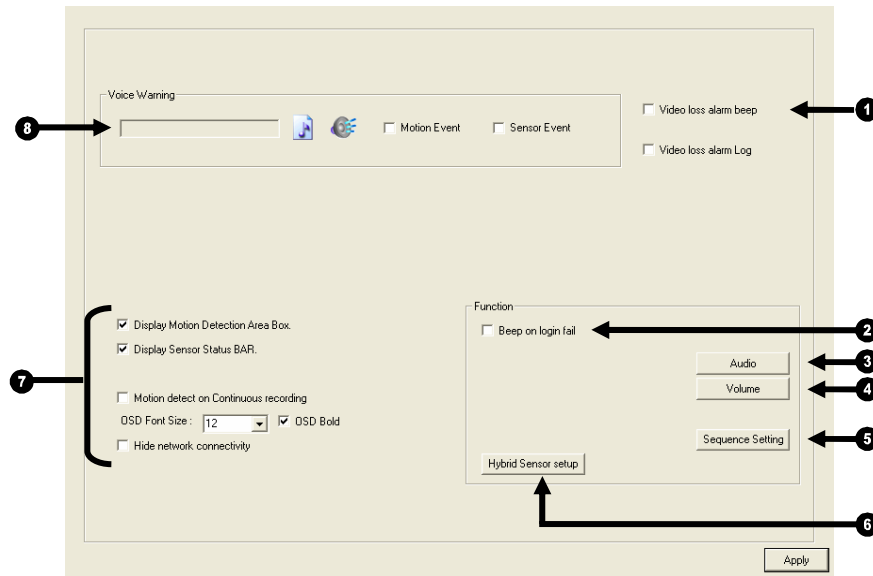 Voice Warning
8
Motion Event
Sensor Event
Video loss alarm beep
1
Video loss alarm Log
Display Motion Detection Area Box.
Display Sensor Status BAR.
7
Motion detect on Continuous recording
OSD Font Size :
12
OSD Bold
Hide network connectivity
Function
Beep on login fail
2
Audio
3
Volume
4
Sequence Setting
5
Hybrid Sensor setup
6
Apply